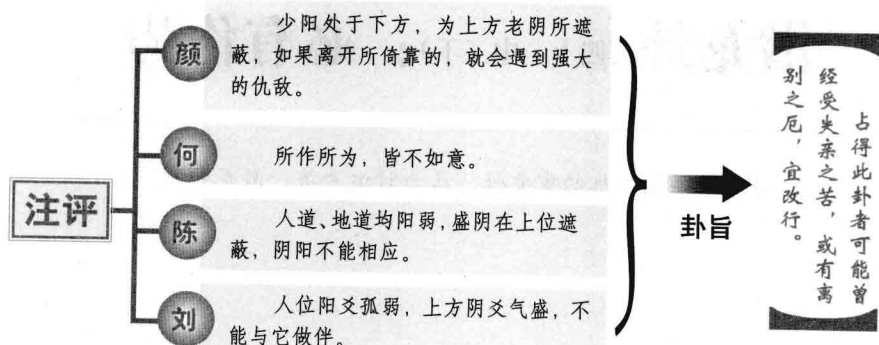 注评
颜
少阳处于下方，为上方老阴所遮
蔽，如果离开所倚靠的，就会遇到强大
的仇敌。
何
所作所为，皆不如意。
陈
人道、地道均阳弱，盛阴在上位遮
蔽，阴阳不能相应。
刘
人位阳爻孤弱，上方阴爻气盛，不
能与它做伴。
卦旨
占得此卦者可能曾
经受失亲之苦，或有离
别之厄，宜改行。